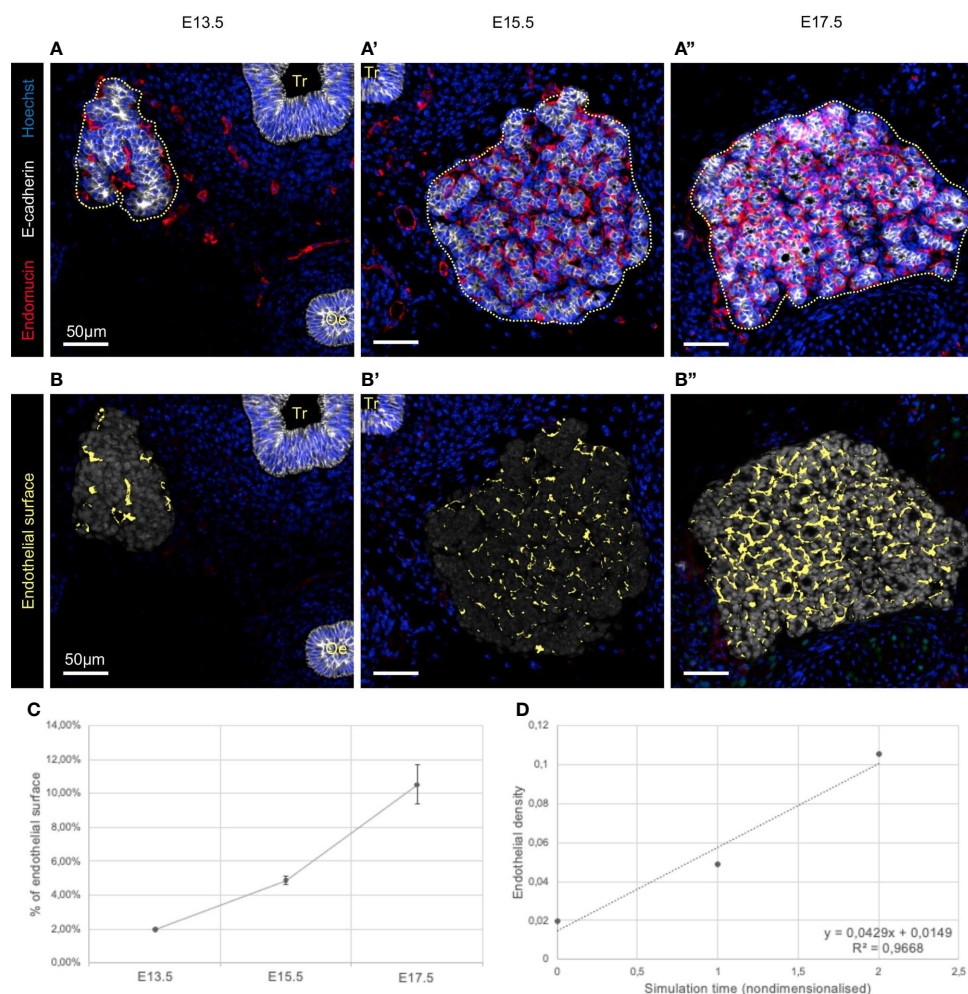 E13.5
E15.5
E17.5
A
A'
A"
Endomucin E-cadherin Hoechst
Tr
Oe
50µm
Tr
B
B'
B"
Endothelial surface
Tr
Oe
50µm
Tr
C
% of endothelial surface
14,00%
12,00%
10,00%
8,00%
6,00%
4,00%
2,00%
0,00%
E13.5
E15.5
E17.5
D
Endothelial density
0,12
0,1
0,08
0,06
0,04
0,02
0
y = 0,0429x + 0,0149
R² = 0,9668
0
0,5
1
1,5
2
2,5
Simulation time (nondimensionalised)